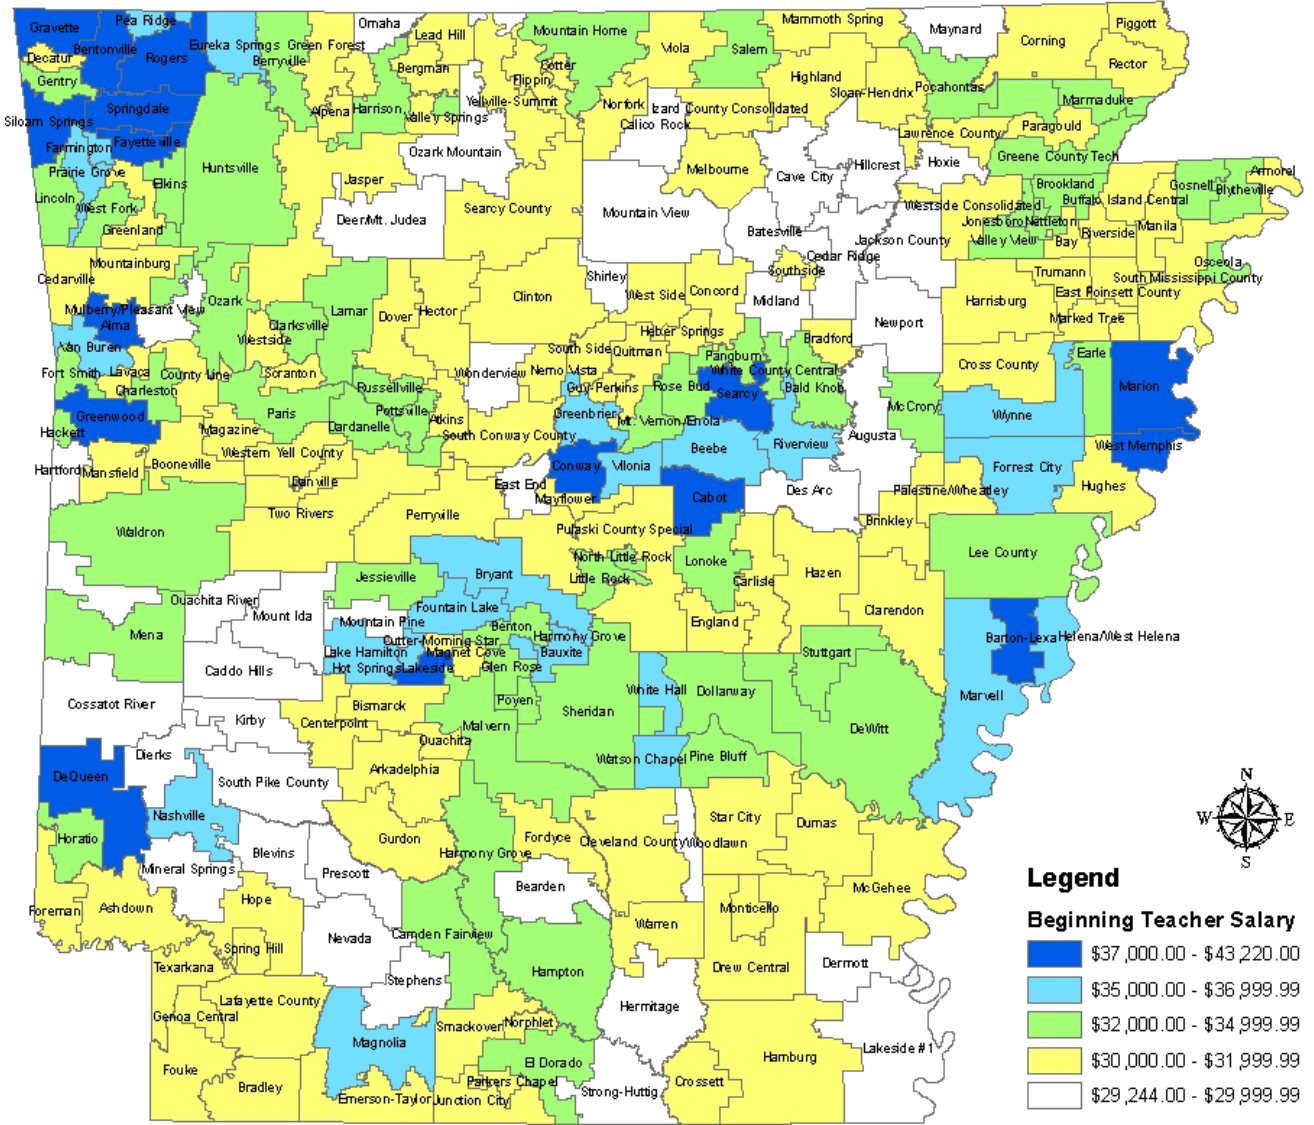 Gravette
Pea Ridge
Omaha
Lead Hill
Mammoth Spring
Maynard
Piggott
Bentonville
Rogers
Eureka Springs
Green Forest
Berryville
Mountain Home
Viola
Salem
Corning
Rector
Decatur
Gentry
Bergman
Cotter
Flippin
Highland
Sloan-Hendrix
Pocahontas
Marmaduke
Springdale
Siloam Springs
Alpena
Harrison
Valley Springs
Yellville-Summit
Norfork
Izard County Consolidated
Calico Rock
Lawrence County
Paragould
Farmington
Fayetteville
Ozark Mountain
Hoxie
Greene County Tech
Prairie Grove
Elkins
Huntsville
Jasper
Melbourne
Cave City
Hillcrest
Brookland
Gosnell
Blytheville
Armorel
Lincoln
West Fork
Greenland
Deer/Mt. Judea
Searcy County
Mountain View
Batesville
Westside Consolidated
Buffalo Island Central
Jonesboro
Nettleton
Manila
Riverside
Valley View
Bay
Jackson County
Cedar Ridge
Southside
Mountainburg
Cedarville
Shirley
West Side
Concord
Midland
Trumann
Osceola
South Mississippi County
East Poinsett County
Harrisburg
Marked Tree
Mulberry/Pleasant View
Alma
Ozark
Lamar
Clarksville
Westside
Dover
Hector
Clinton
Newport
Heber Springs
Bradford
Van Buren
South Side
Quitman
Pangburn
White County Central
Earle
Cross County
Marion
Fort Smith
Lavaca
County Line
Scranton
Charleston
Wonderview
Nemo Vista
Guy-Perkins
Rose Bud
Searcy
Bald Knob
Russellville
Greenwood
Paris
Pottsville
Dardanelle
Atkins
Greenbrier
Mt. Vernon/Enola
McCrory
Wynne
Hackett
Magazine
South Conway County
Beebe
Riverview
Augusta
West Memphis
Hartford
Mansfield
Booneville
Western Yell County
Danville
Conway
Vilonia
Forrest City
East End
Mayflower
Cabot
Des Arc
Palestine/Wheatley
Hughes
Waldron
Two Rivers
Perryville
Pulaski County Special
Brinkley
North Little Rock
Little Rock
Lonoke
Carlisle
Hazen
Lee County
Jessieville
Bryant
Fountain Lake
Ouachita River
Mount Ida
Mountain Pine
England
Clarendon
Mena
Cutter-Morning Star
Benton
Harmony Grove
Barton-Lexa
Helena/West Helena
Lake Hamilton
Magnet Cove
Bauxite
Hot Springs
Lakeside
Glen Rose
Stuttgart
Caddo Hills
White Hall
Dollarway
Marvell
Cossatot River
Kirby
Bismarck
Centerpoint
Poyen
Malvern
Sheridan
DeWitt
Dierks
Ouachita
Watson Chapel
Pine Bluff
DeQueen
South Pike County
Arkadelphia
Nashville
Star City
Dumas
Horatio
Gurdon
Fordyce
Cleveland County
Woodlawn
Blevins
Harmony Grove
Mineral Springs
Prescott
Bearden
McGehee
Foreman
Ashdown
Hope
Monticello
Warren
Spring Hill
Nevada
Camden Fairview
Texarkana
Hampton
Drew Central
Dermott
Stephens
Lafayette County
Genoa Central
Hermitage
Smackover
Norphlet
Magnolia
Fouke
El Dorado
Hamburg
Lakeside #1
Bradley
Parkers Chapel
Emerson-Taylor
Junction City
Strong-Huttig
Crossett
N
W
E
S
Legend
Beginning Teacher Salary
$37,000.00 - $43,220.00
$35,000.00 - $36,999.99
$32,000.00 - $34,999.99
$30,000.00 - $31,999.99
$29,244.00 - $29,999.99